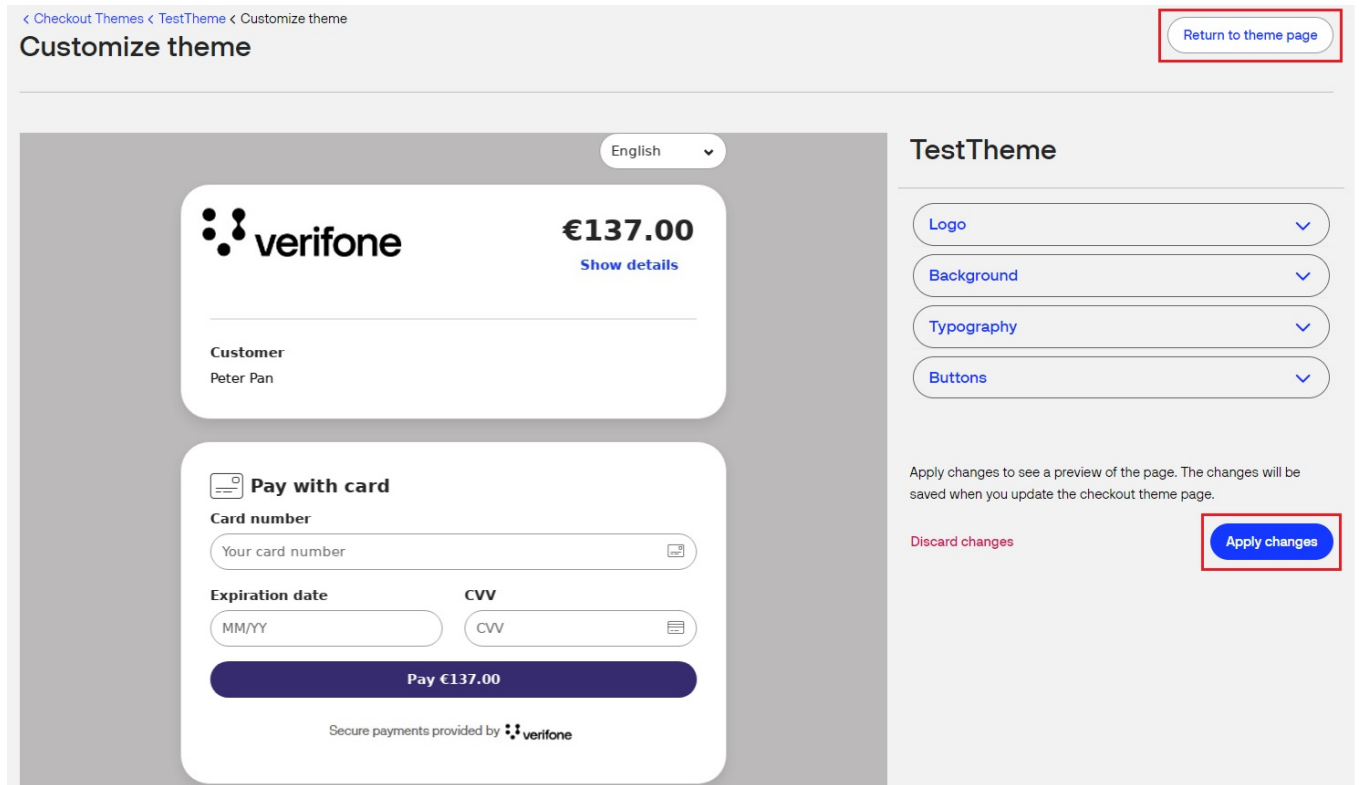 < Checkout Themes < TestTheme < Customize theme
Customize theme
Return to theme page
English
verifone
€137.00
Show details
Customer
Peter Pan
Pay with card
Card number
Your card number
Expiration date
CVV
MM/YY
CVV
Pay €137.00
Secure payments provided by verifone
TestTheme
Logo
Background
Typography
Buttons
Apply changes to see a preview of the page. The changes will be
saved when you update the checkout theme page.
Discard changes
Apply changes